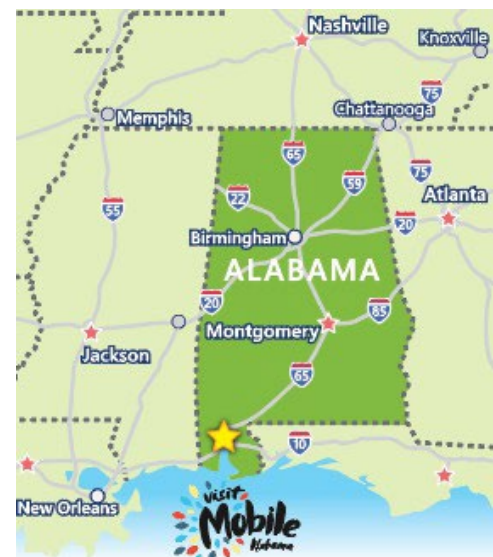 Nashville
Knoxville
75
Chattanooga
Memphis
65
59
75
55
22
Atlanta
20
Birmingham
ALABAMA
20
85
Montgomery
Jackson
65
10
New Orleans
visit
Mobile
Alabama